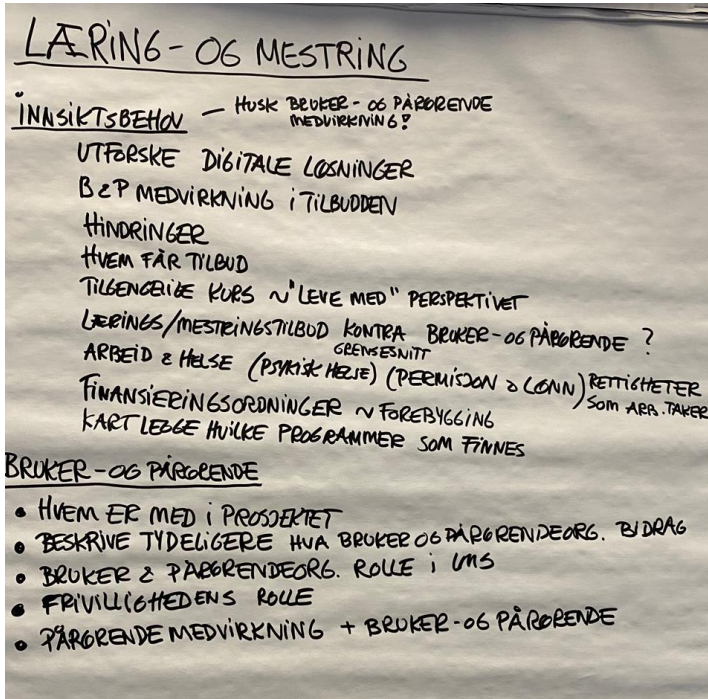 LÆRING - OG MESTRING
INNSIKTSBEHOV — HUSK BRUKER - OG PÅRØRENDE
MEDVIRKNING!
UTFORSKE DIGITALE LØSNINGER
B & P MEDVIRKNING i TILBUDDEN
HINDRINGER
HVEM FÅR TILBUD
TILGENGELIGE KURS ~ "LEVE MED" PERSPEKTIVET
LÆRINGS/MESTRINGSTILBUD KONTRA BRUKER - OG PÅRØRENDE ?
GRENSESNITT
ARBEID & HELSE (PSYKISK HELSE) (PERMISJON & LØNN) RETTIGHETER
SOM ARB.TAKER
FINANSIERINGSORDNINGER ~ FOREBYGGING
KARTLEGGE HVILKE PROGRAMMER SOM FINNES
BRUKER - OG PÅRØRENDE
• HVEM ER MED i PROSJEKTET
• BESKRIVE TYDELIGERE HVA BRUKER OG PÅRØRENDEORG. BIDRAG
• BRUKER & PÅRØRENDEORG. ROLLE i LMS
• FRIVILLIGHEDENS ROLLE
• PÅRØRENDE MEDVIRKNING + BRUKER - OG PÅRØRENDE